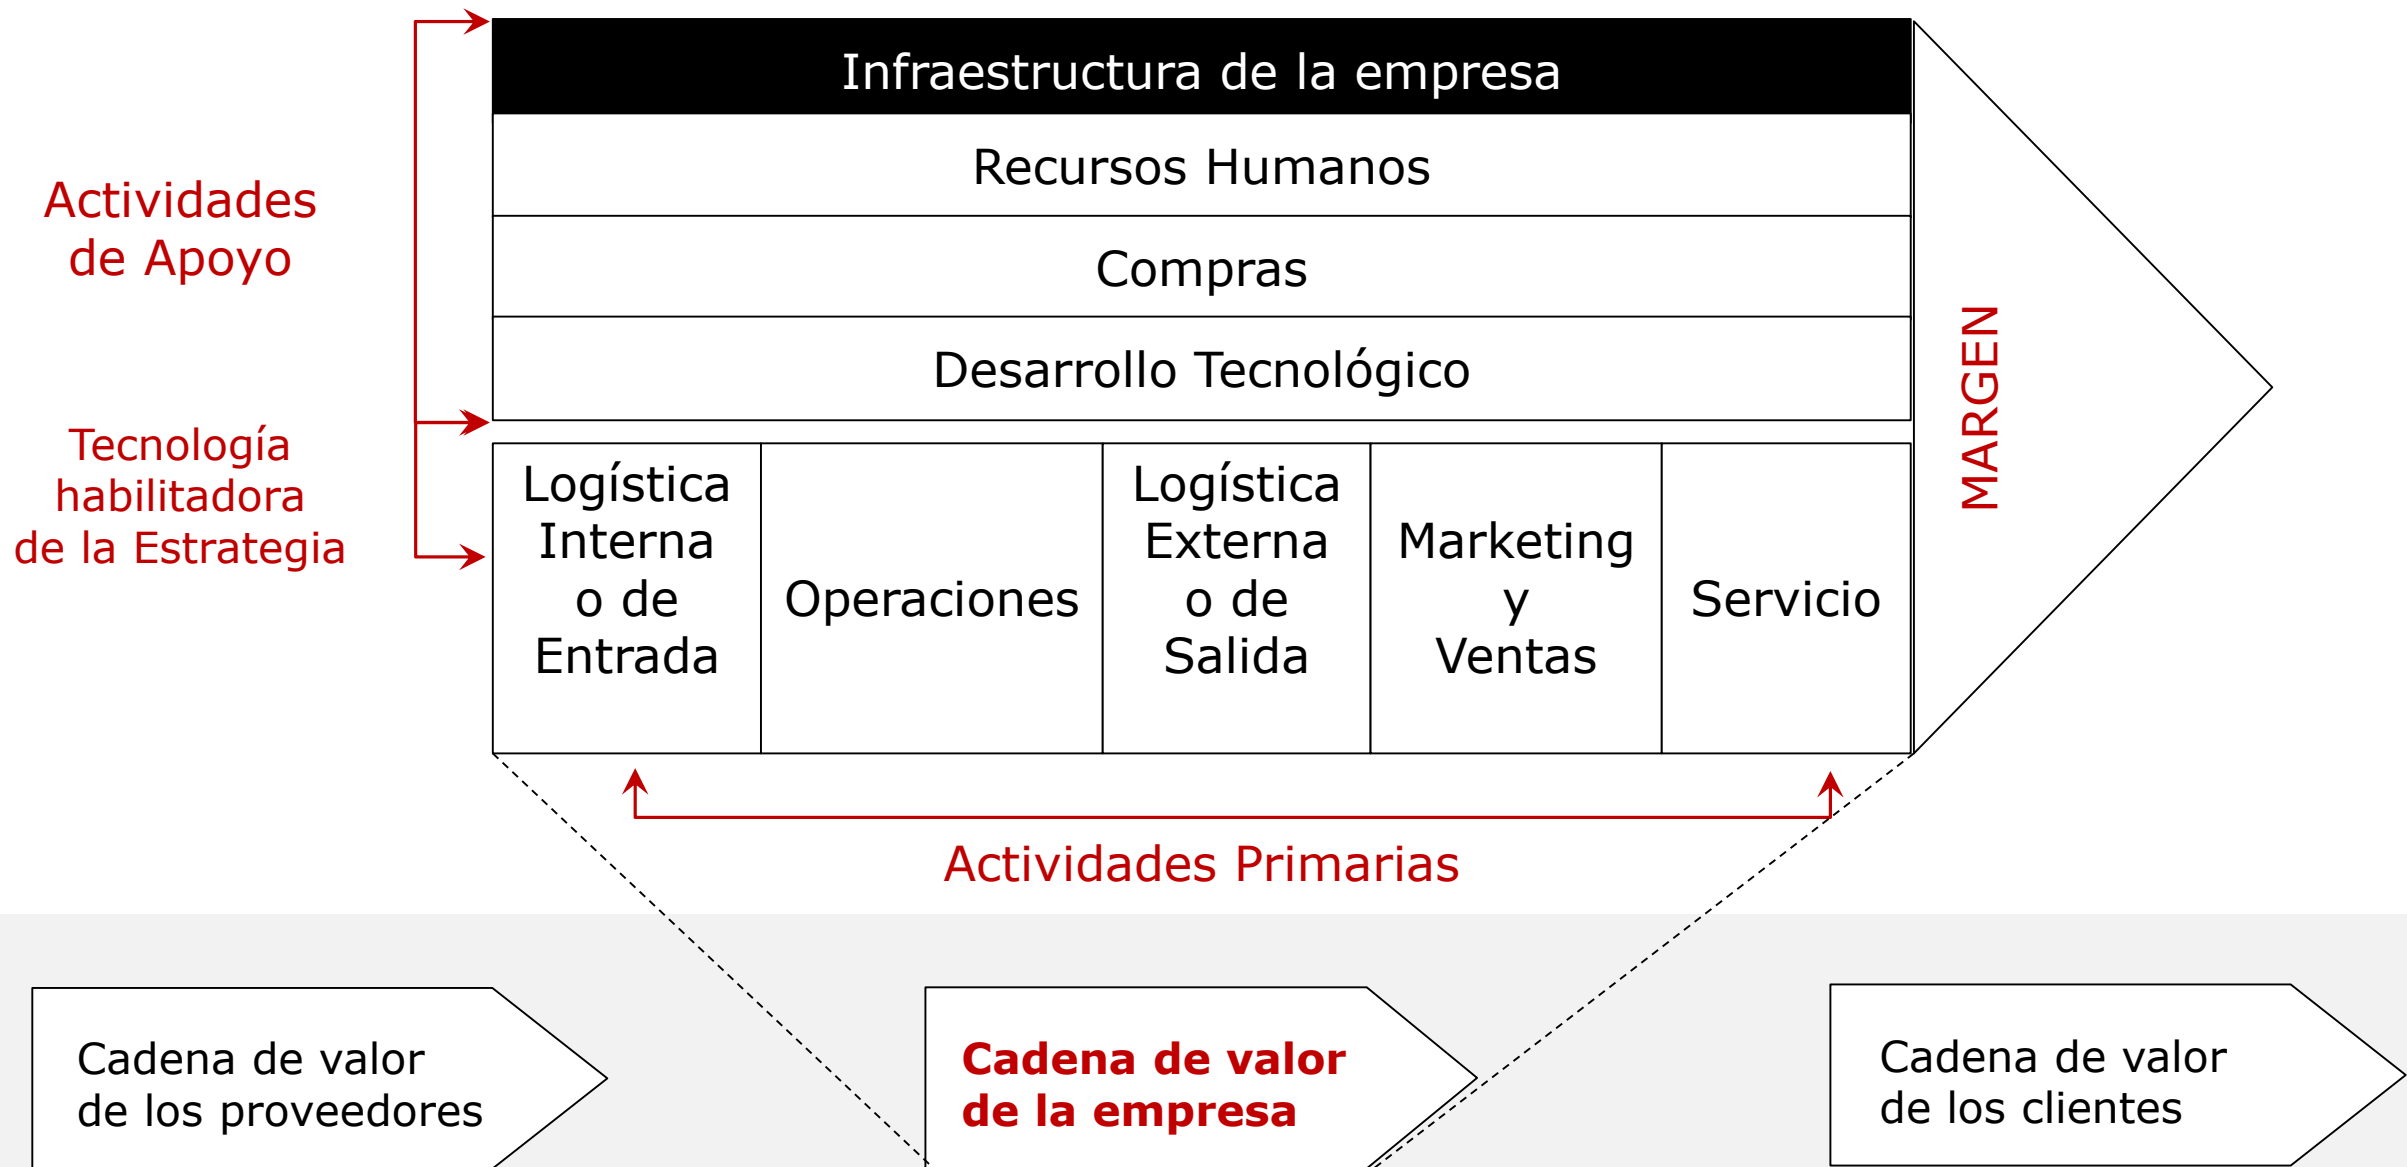 Infraestructura de la empresa
Recursos Humanos
Compras
Desarrollo Tecnológico
Actividades
de Apoyo
Tecnología
habilitadora
de la Estrategia
Logística
Interna
o de
Entrada
Operaciones
Logística
Externa
o de
Salida
Marketing
y
Ventas
Servicio
MARGEN
Actividades Primarias
Cadena de valor
de los proveedores
Cadena de valor
de la empresa
Cadena de valor
de los clientes